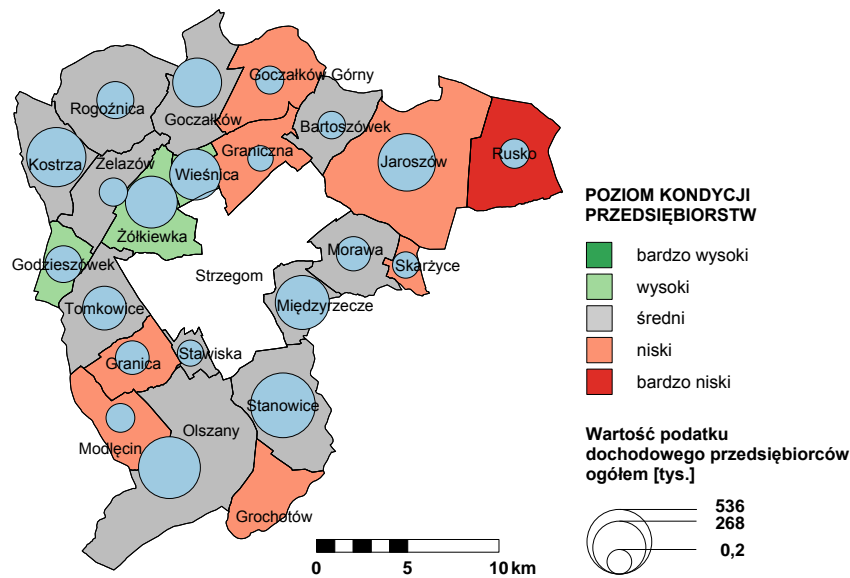 Goczałków Górny
Rogoźnica
Goczałków
Bartoszówek
Kostrza
Żelazów
Wieśnica
Graniczna
Jaroszów
Rusko
Żółkiewka
Godzieszówek
Strzegom
Morawa
Skarżyce
Tomkowice
Międzyrzecze
Granica
Stawiska
Stanowice
Olszany
Modlęcin
Grochotów
0 5 10 km
POZIOM KONDYCJI
PRZEDSIĘBIORSTW
bardzo wysoki
wysoki
średni
niski
bardzo niski
Wartość podatku
dochodowego przedsiębiorców
ogółem [tys.]
536
268
0,2